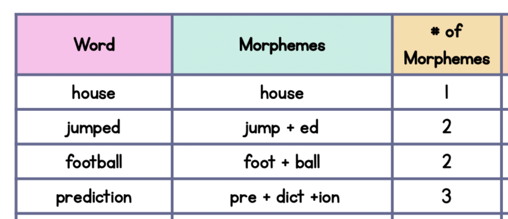 Word Morphemes # of Morphemes
house house 1
jumped jump + ed 2
football foot + ball 2
prediction pre + dict +ion 3